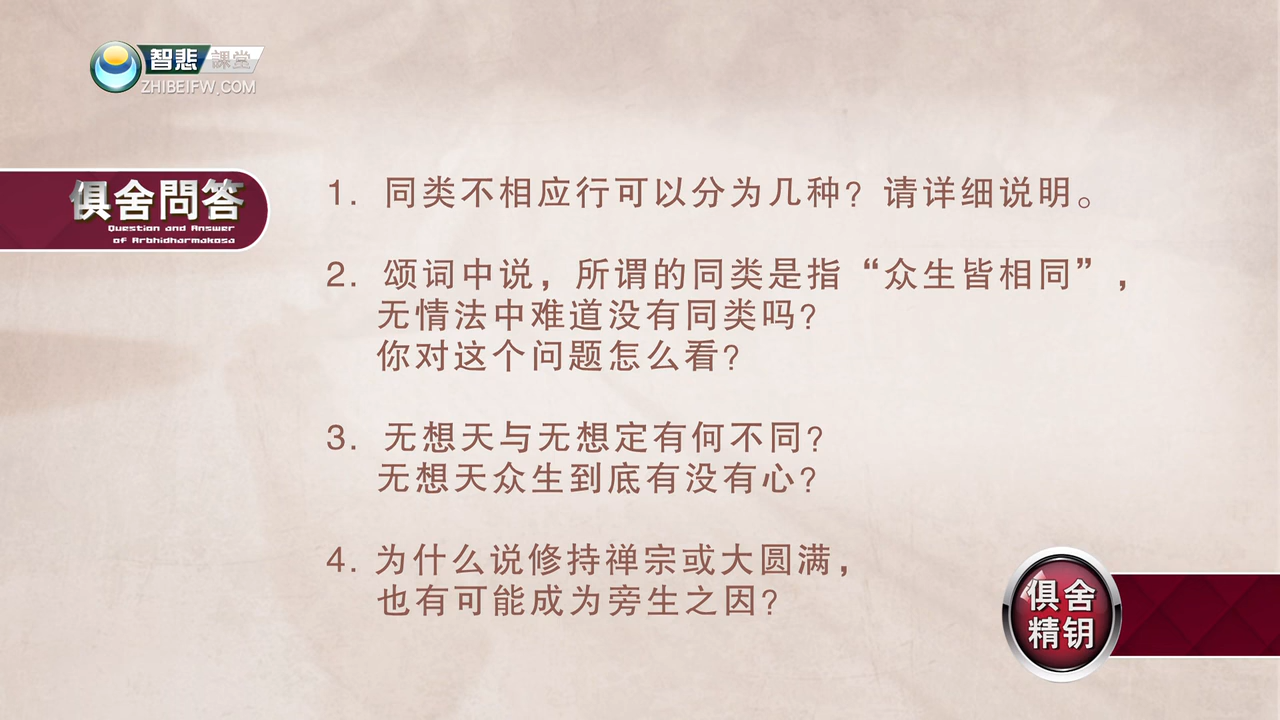 智悲课堂
ZHIBEIFW.COM
俱舍問答
Question and Answer
of Arbhidharmakosa
1. 同类不相应行可以分为几种？请详细说明。
2. 颂词中说，所谓的同类是指“众生皆相同”，
无情法中难道没有同类吗？
你对这个问题怎么看？
3. 无想天与无想定有何不同？
无想天众生到底有没有心？
4. 为什么说修持禅宗或大圆满，
也有可能成为旁生之因？
俱舍
精钥